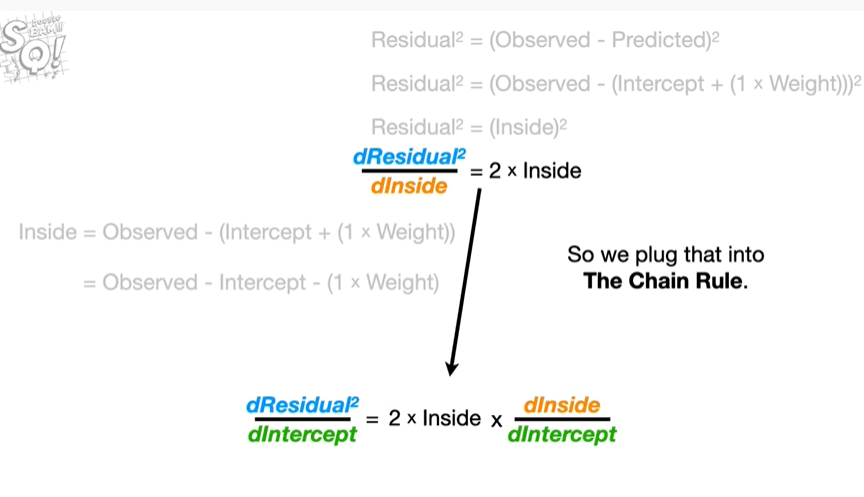 SQ!
Residual² = (Observed - Predicted)²
Residual² = (Observed - (Intercept + (1 x Weight)))²
Residual² = (Inside)²
dResidual²
dInside
= 2 x Inside
Inside = Observed - (Intercept + (1 x Weight))
= Observed - Intercept - (1 x Weight)
So we plug that into
The Chain Rule.
dResidual²
dIntercept
= 2 x Inside x
dInside
dIntercept